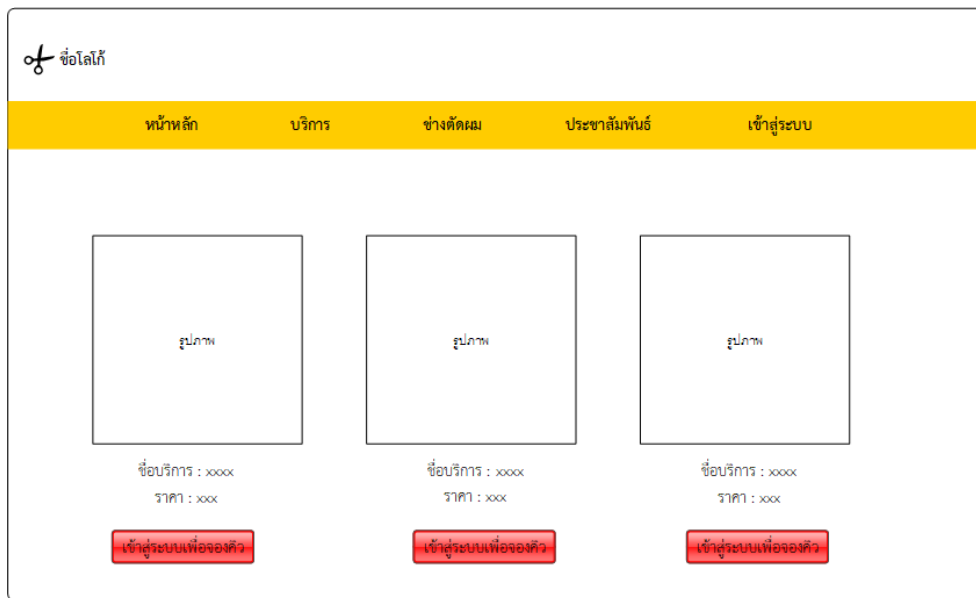 ชื่อโลโก้
หน้าหลัก บริการ ช่างตัดผม ประชาสัมพันธ์ เข้าสู่ระบบ
รูปภาพ รูปภาพ รูปภาพ
ชื่อบริการ : xxxx ชื่อบริการ : xxxx ชื่อบริการ : xxxx
ราคา : xxx ราคา : xxx ราคา : xxx
เข้าสู่ระบบเพื่อจองคิว เข้าสู่ระบบเพื่อจองคิว เข้าสู่ระบบเพื่อจองคิว